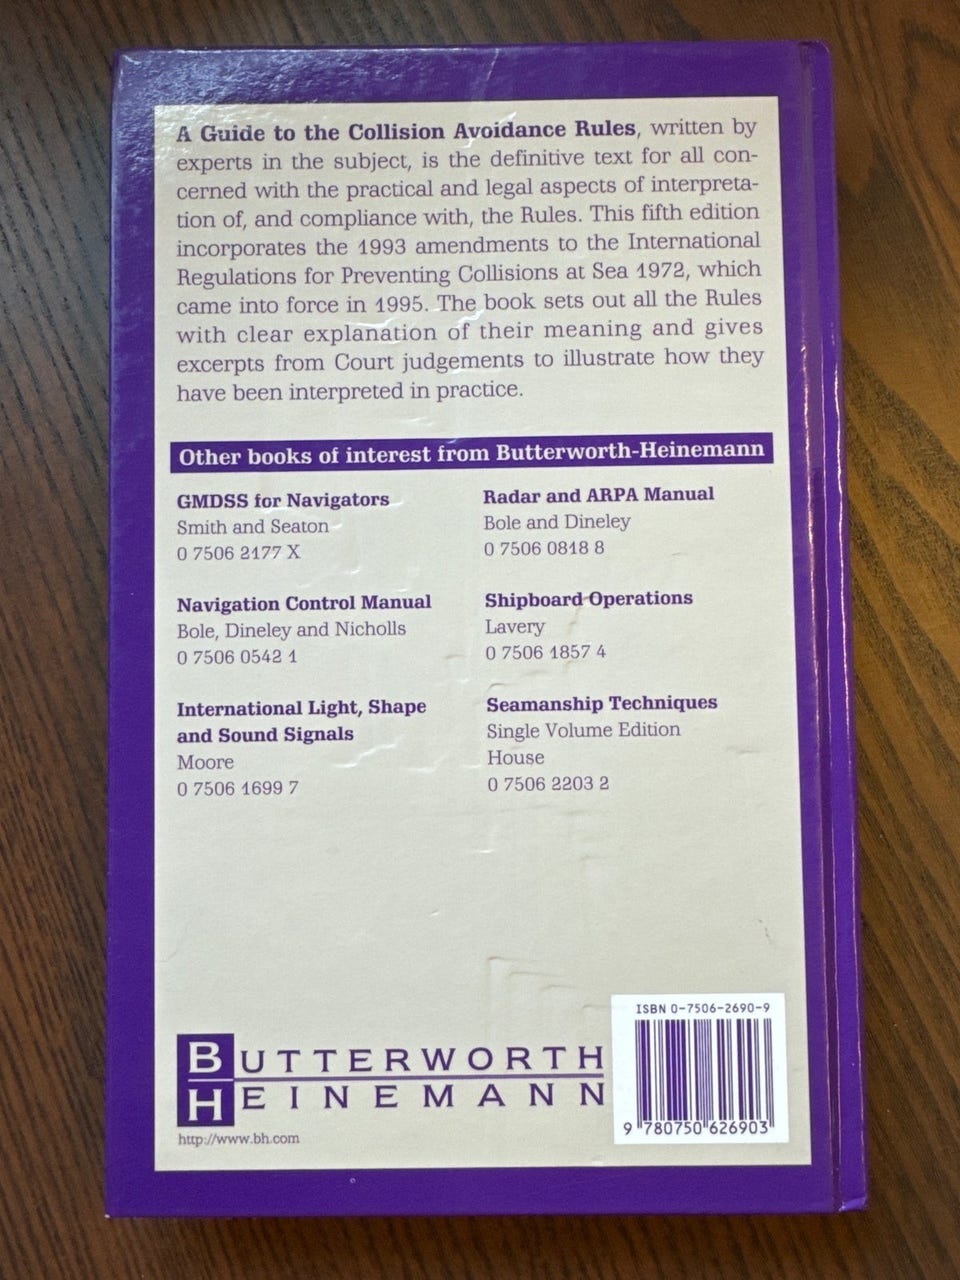 A Guide to the Collision Avoidance Rules, written by
experts in the subject, is the definitive text for all con-
cerned with the practical and legal aspects of interpreta-
tion of, and compliance with, the Rules. This fifth edition
incorporates the 1993 amendments to the International
Regulations for Preventing Collisions at Sea 1972, which
came into force in 1995. The book sets out all the Rules
with clear explanation of their meaning and gives
excerpts from Court judgements to illustrate how they
have been interpreted in practice.
Other books of interest from Butterworth-Heinemann
GMDSS for Navigators
Smith and Seaton
0 7506 2177 X
Navigation Control Manual
Bole, Dineley and Nicholls
0 7506 0542 1
International Light, Shape
and Sound Signals
Moore
0 7506 1699 7
Radar and ARPA Manual
Bole and Dineley
0 7506 0818 8
Shipboard Operations
Lavery
0 7506 1857 4
Seamanship Techniques
Single Volume Edition
House
0 7506 2203 2
BUTTERWORTH
HEINEMANN
http://www.bh.com
ISBN 0-7506-2690-9
9 780750 626903